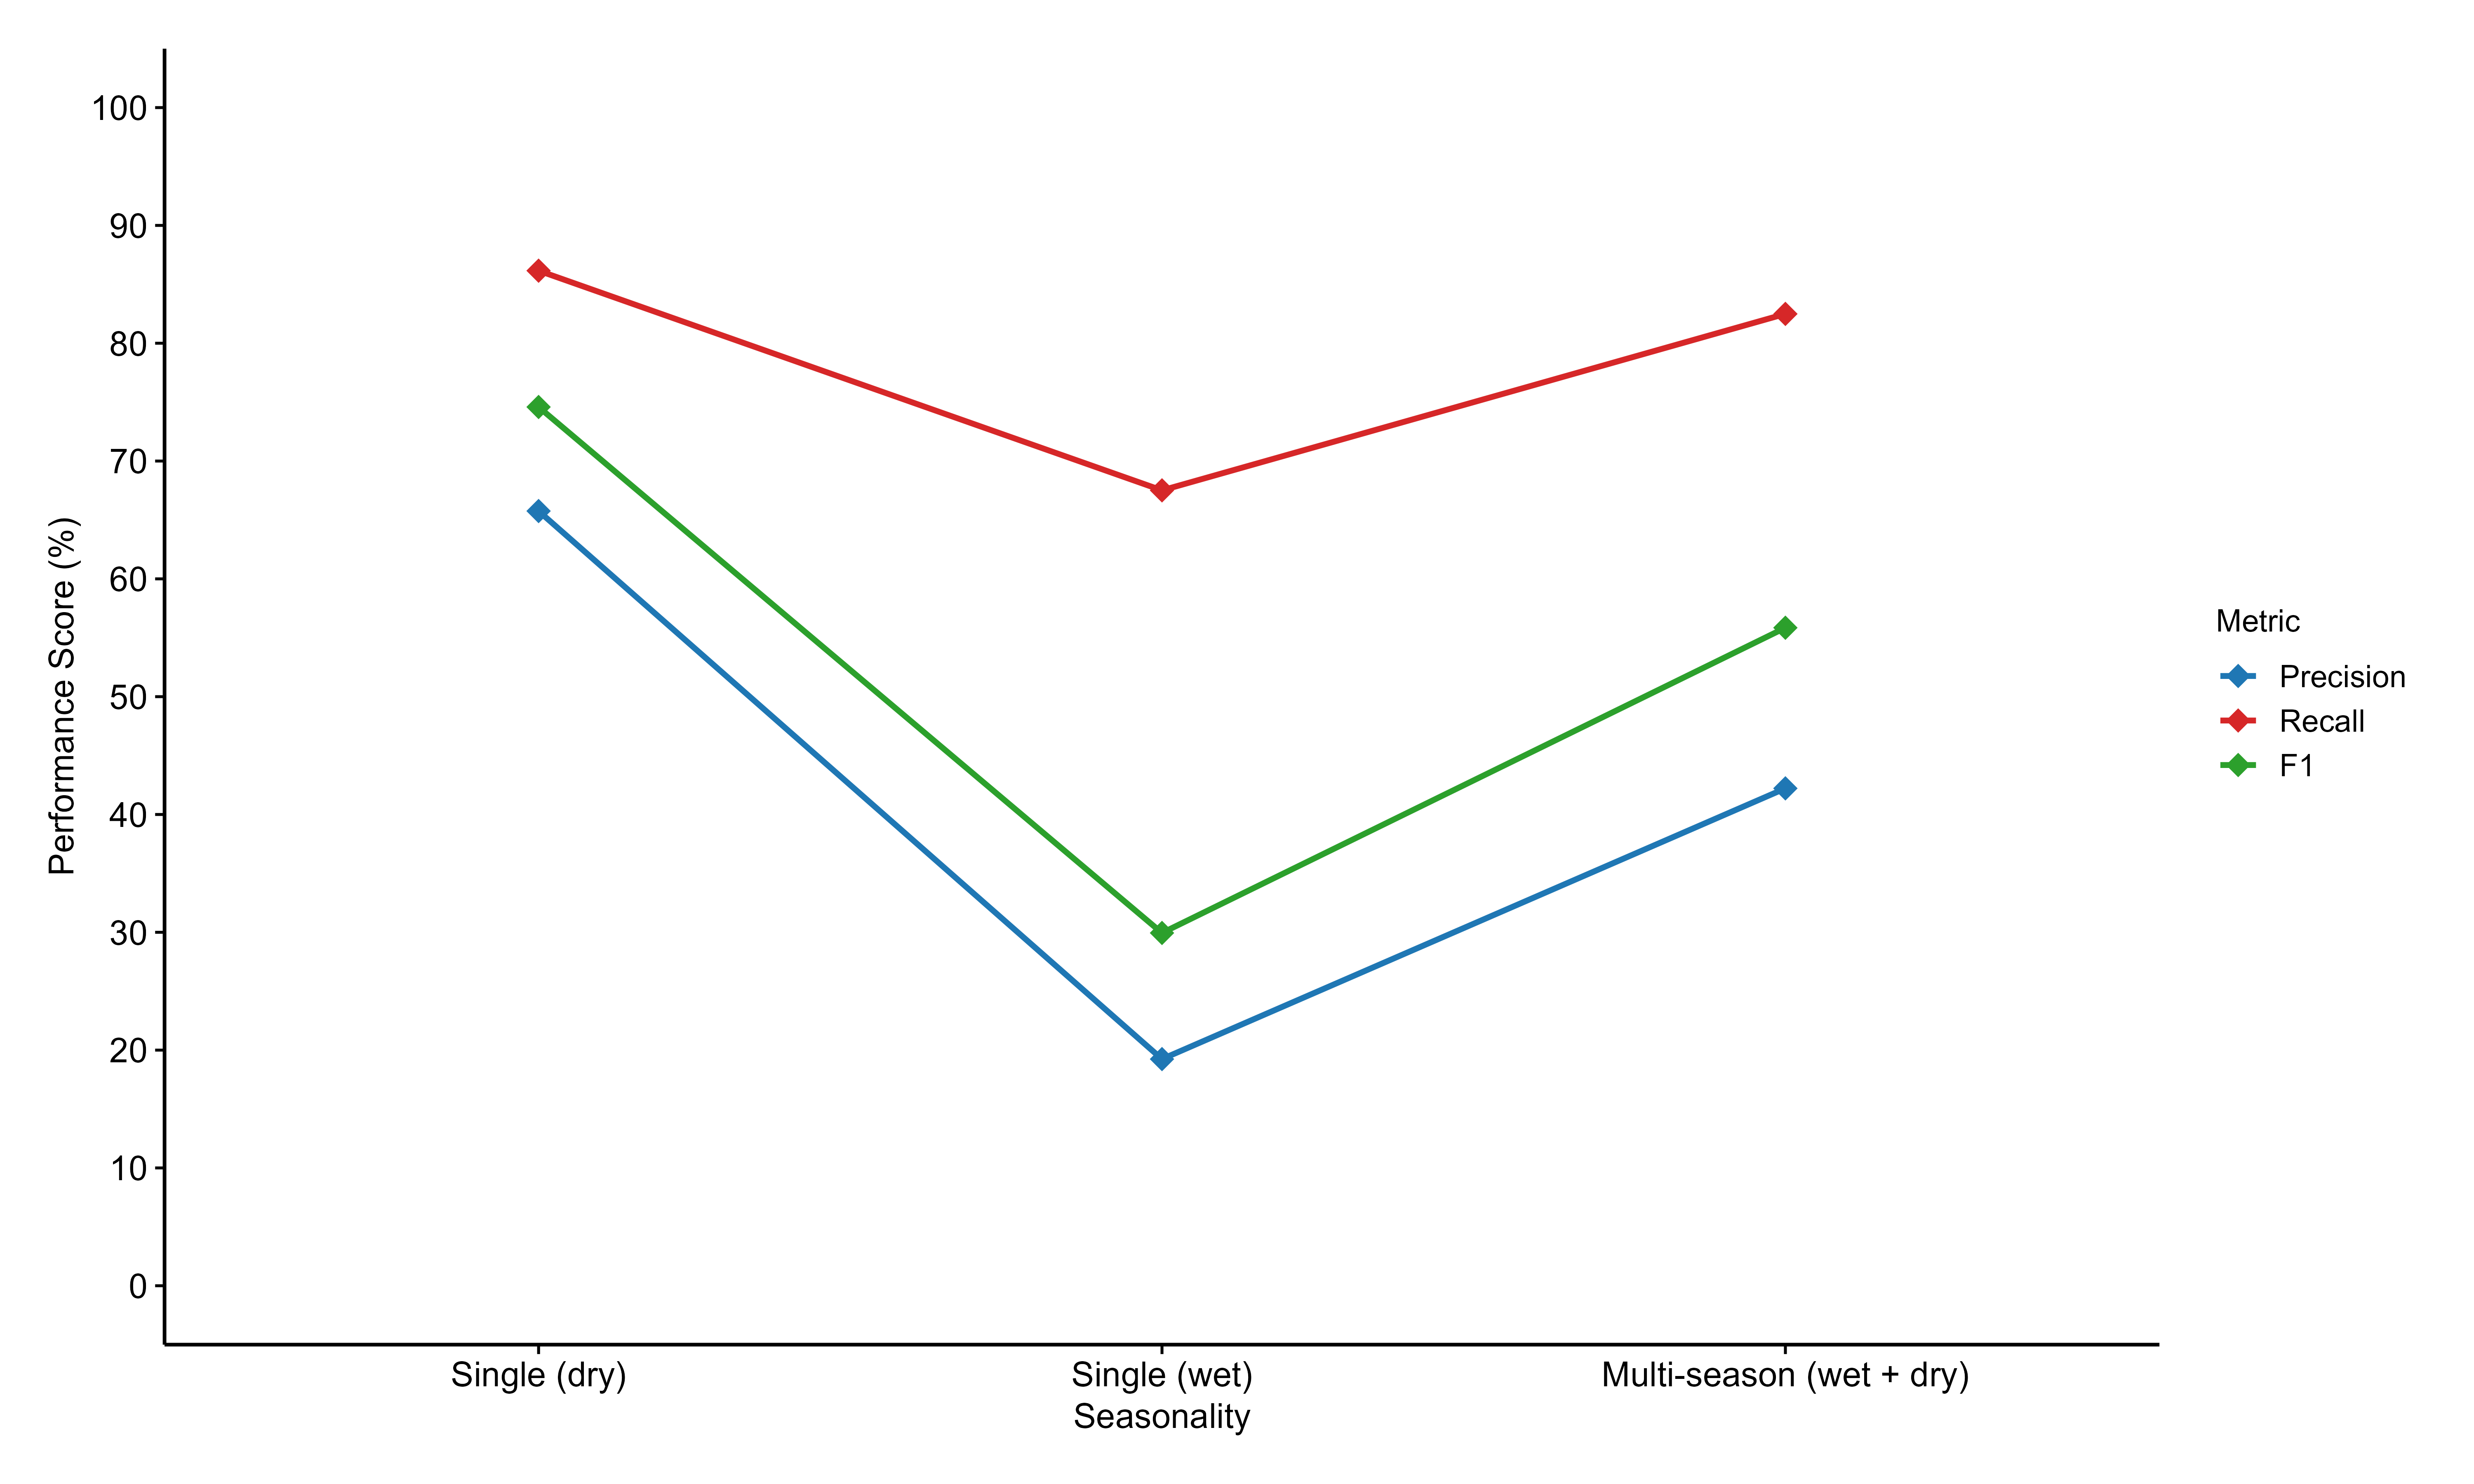 100
90
80
70
60
50
40
30
20
10
0
Performance Score (%)
Single (dry)
Single (wet)
Multi-season (wet + dry)
Seasonality
Metric
Precision
Recall
F1